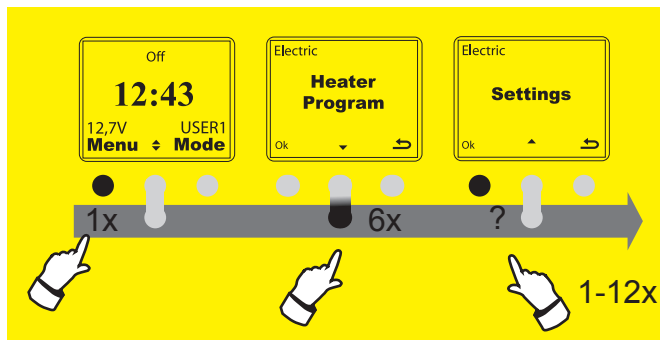 Off
12:43
12,7V USER1
Menu Mode
Electric
Heater
Program
Ok
Electric
Settings
Ok
1x
6x
?
1-12x